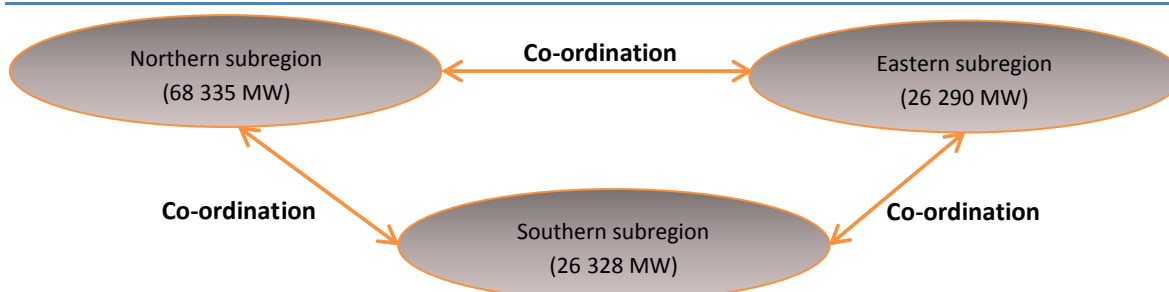 Northern subregion
(68 335 MW)
Co-ordination
Eastern subregion
(26 290 MW)
Co-ordination
Southern subregion
(26 328 MW)
Co-ordination